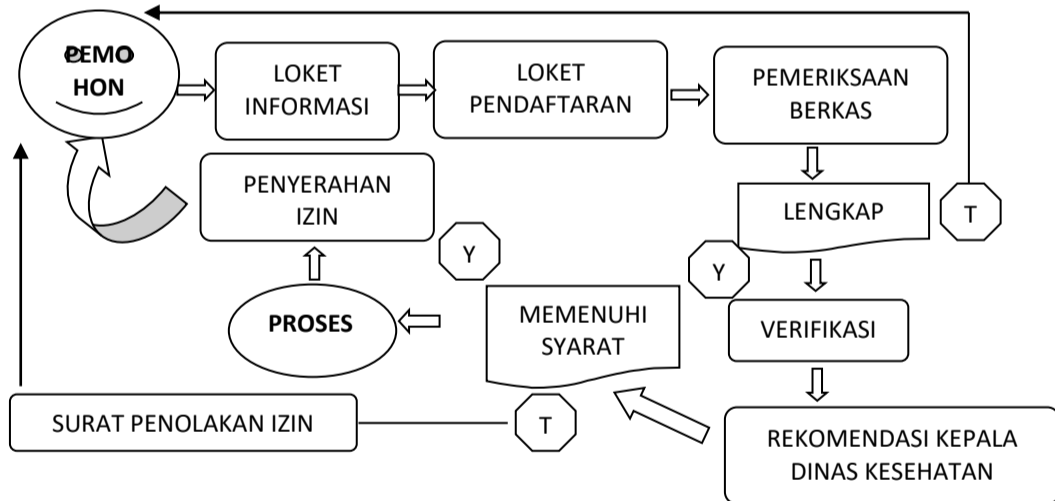 PEMO
HON
LOKET
INFORMASI
LOKET
PENDAFTARAN
PEMERIKSAAN
BERKAS
PENYERAHAN
IZIN
LENGKAP
T
Y
Y
PROSES
MEMENUHI
SYARAT
VERIFIKASI
SURAT PENOLAKAN IZIN
T
REKOMENDASI KEPALA
DINAS KESEHATAN